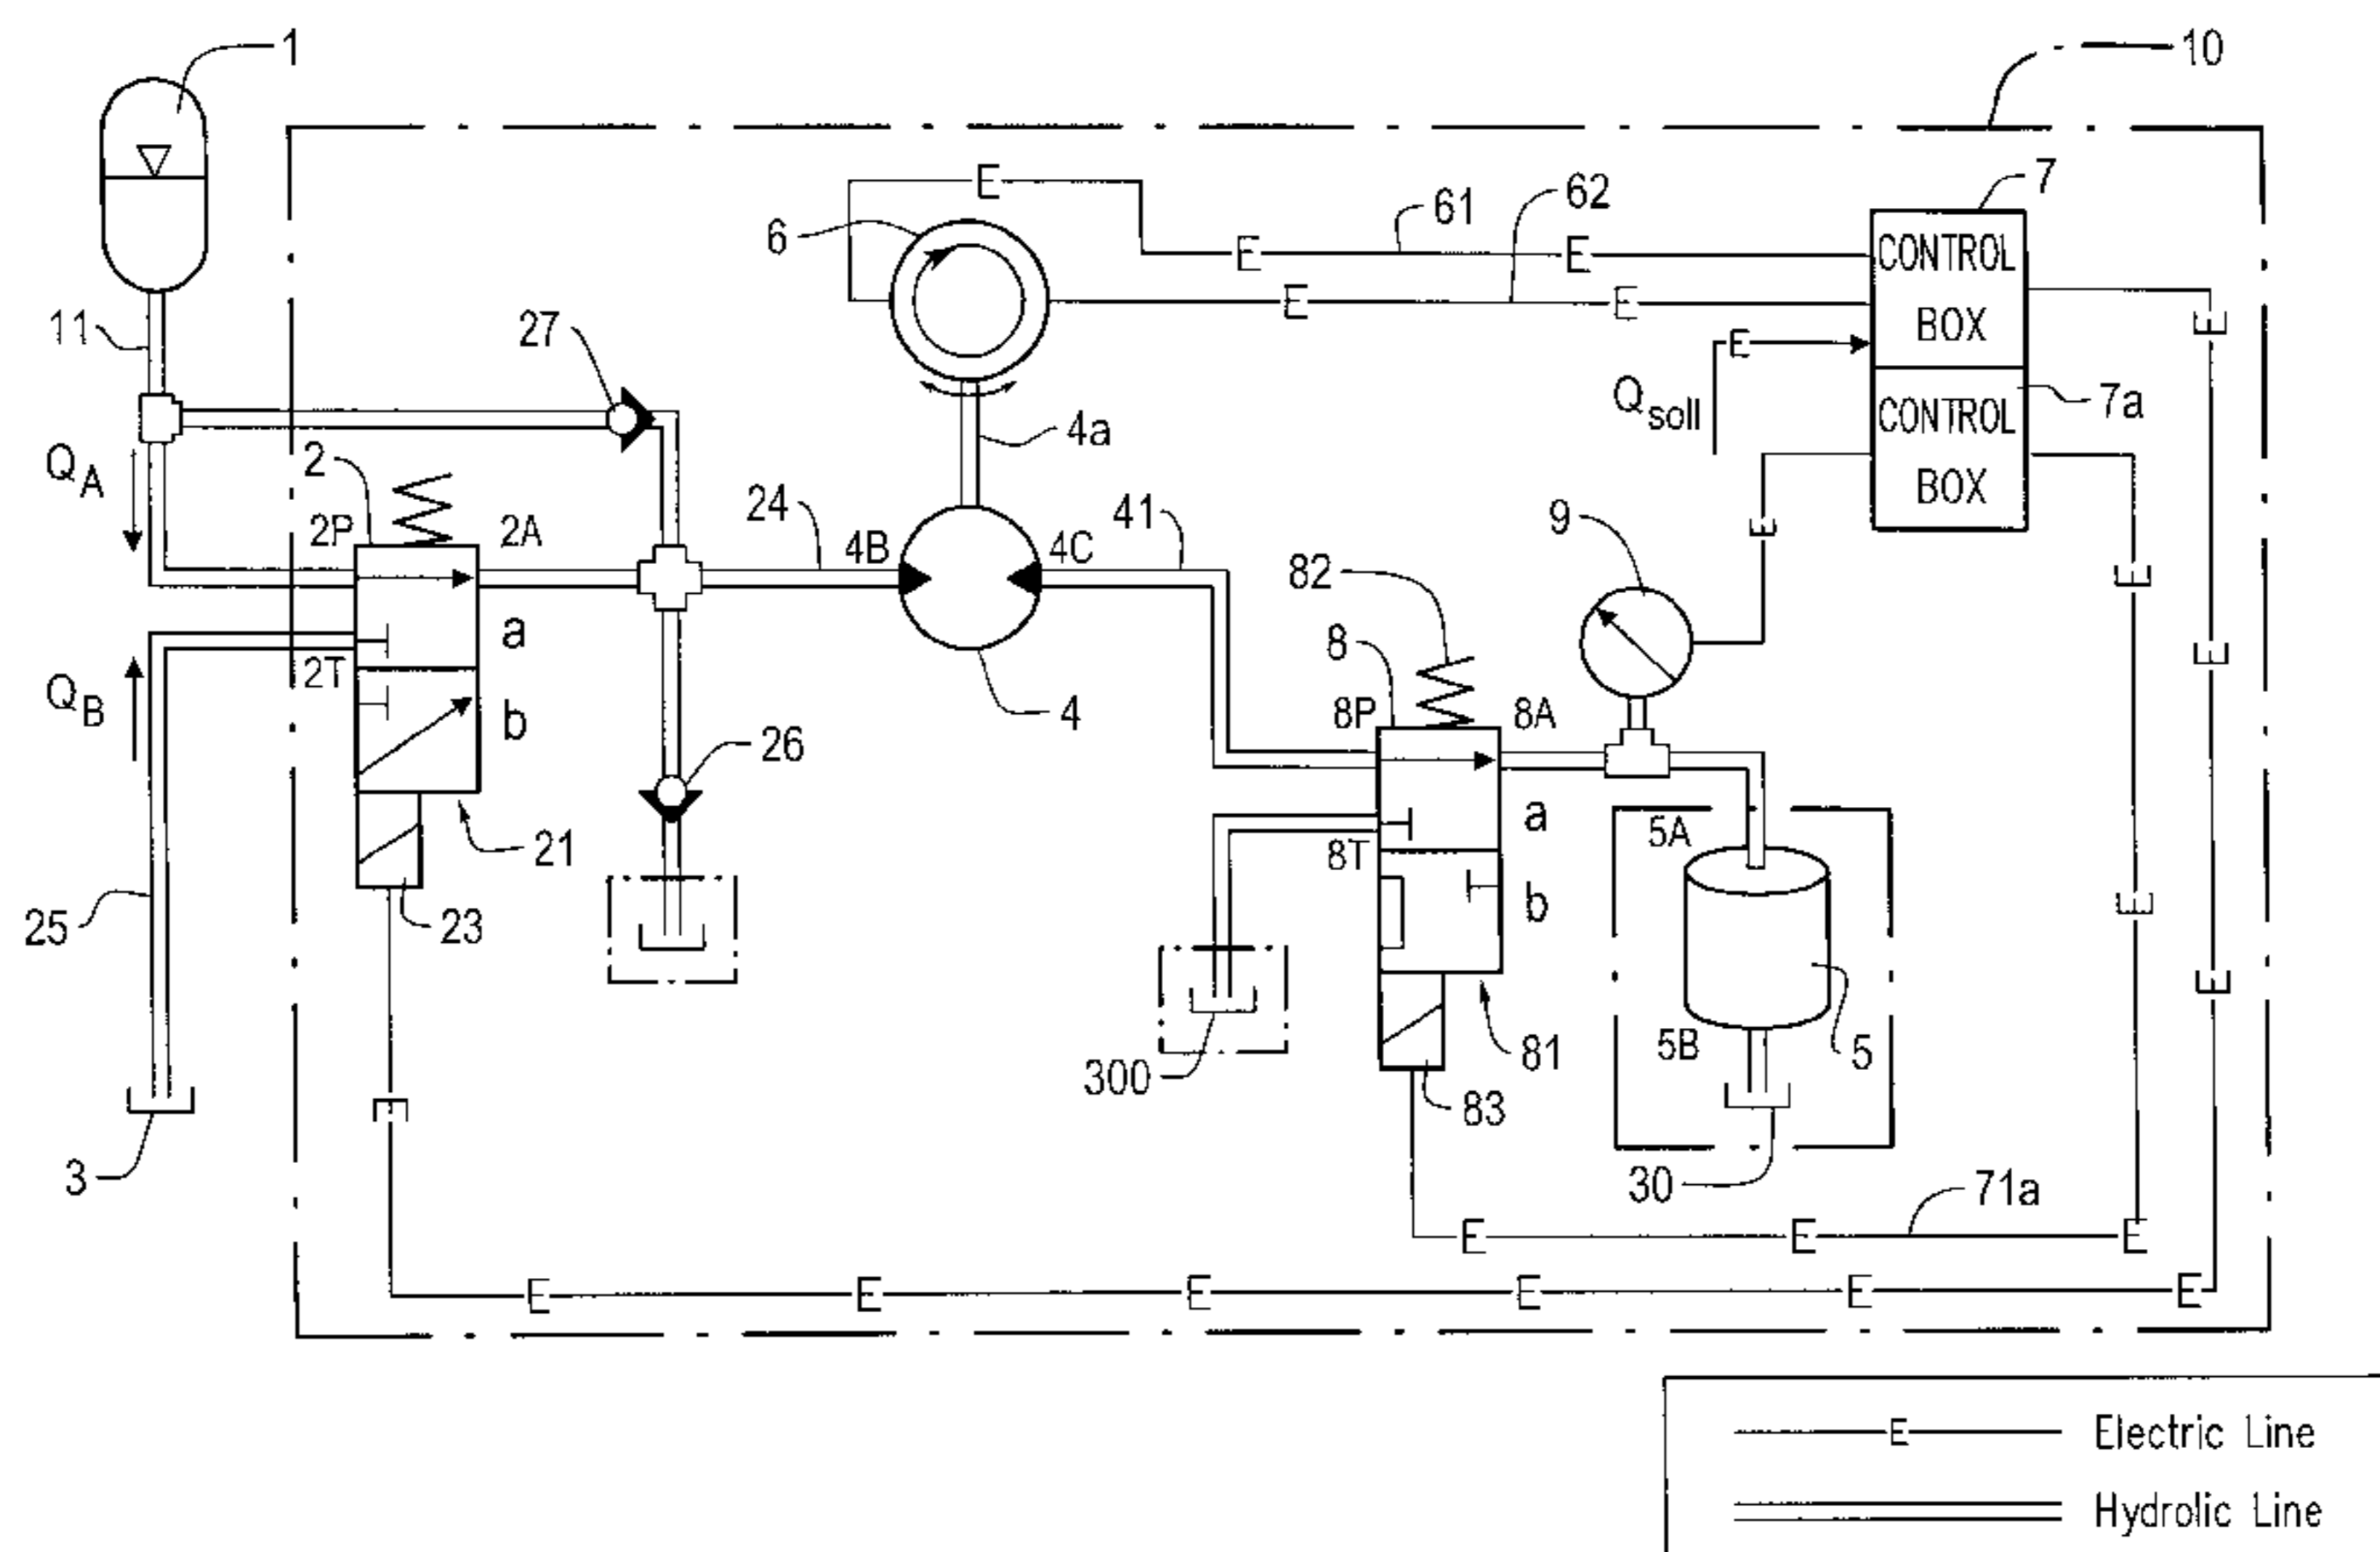 1
10
7
62
61
6
E
E
E
E
E
CONTROL
BOX
E
E
11
27
Qsoll
7a
CONTROL
BOX
4a
QA
2
2P
2A
24
4B
4C
41
9
E
E
82
a
8
E
2T
QB
b
4
8P
8A
26
21
5A
a
8T
E
b
25
23
E
5B
5
81
300
83
E
3
30
71a
E
E
E
E
E
E
E
E
E
E Electric Line
Hydrolic Line